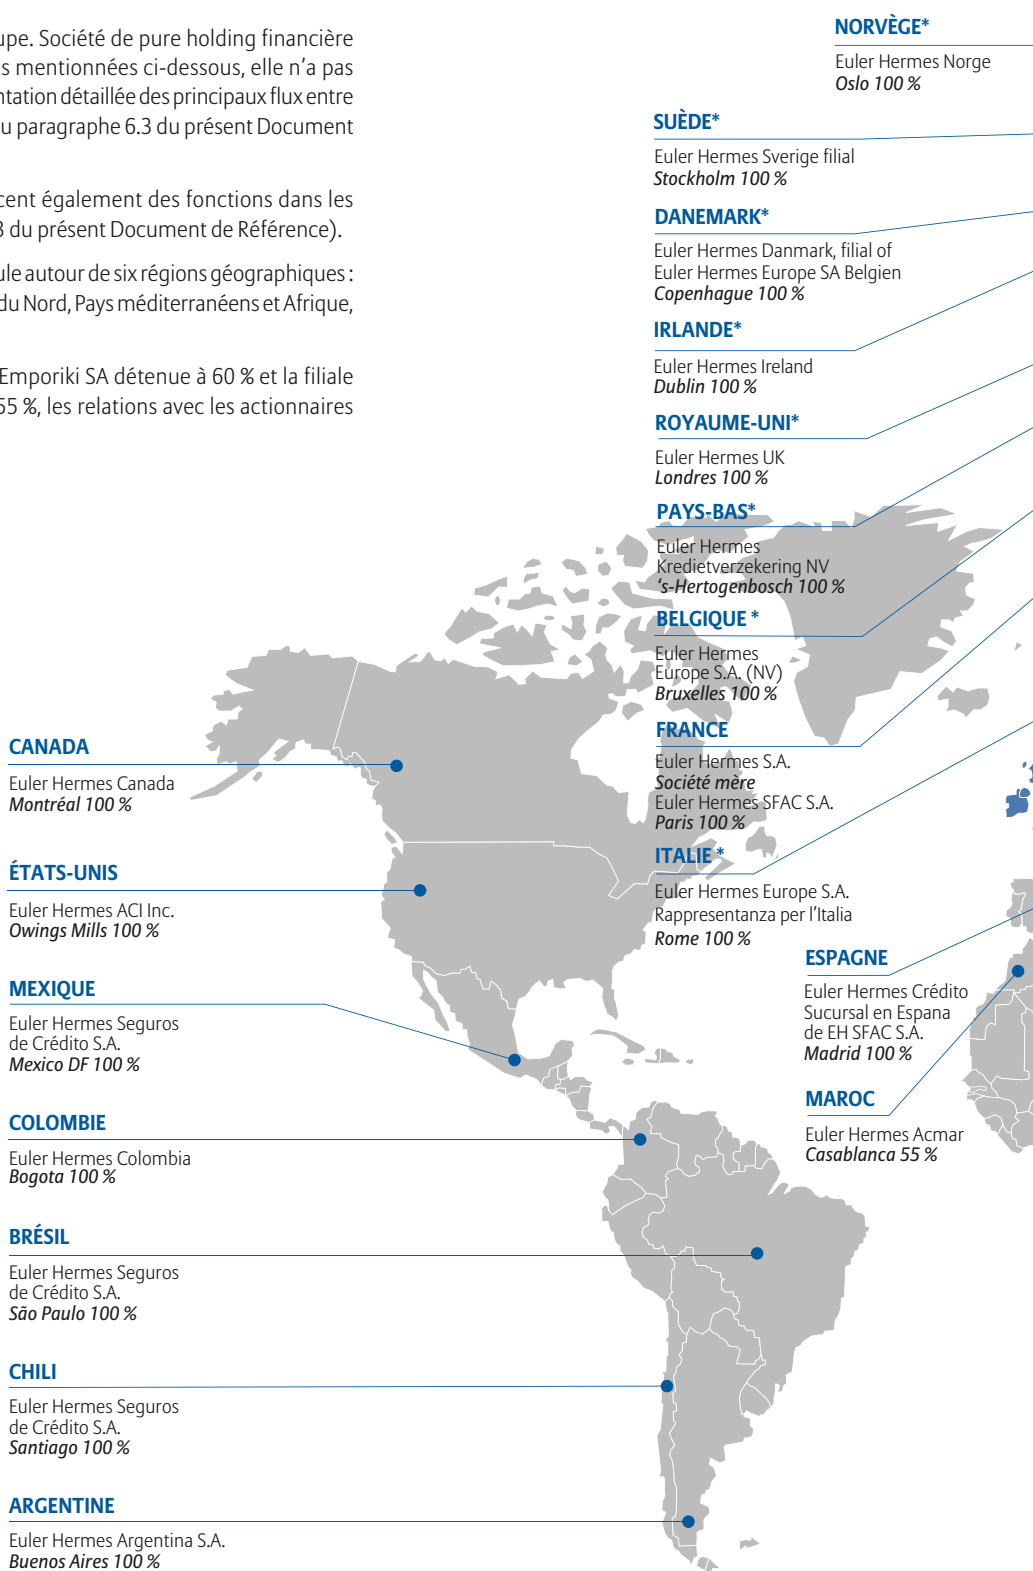 upe. Société de pure holding financière
es mentionnées ci-dessous, elle n'a pas
ntation détaillée des principaux flux entre
u paragraphe 6.3 du présent Document
cent également des fonctions dans les
3 du présent Document de Référence).
ule autour de six régions géographiques :
du Nord, Pays méditerranéens et Afrique,
Emporiki SA détenue à 60 % et la filiale
55 %, les relations avec les actionnaires
NORVÈGE*
Euler Hermes Norge
Oslo 100 %
SUÈDE*
Euler Hermes Sverige filial
Stockholm 100 %
DANEMARK*
Euler Hermes Danmark, filial of
Euler Hermes Europe SA Belgien
Copenhague 100 %
IRLANDE*
Euler Hermes Ireland
Dublin 100 %
ROYAUME-UNI*
Euler Hermes UK
Londres 100 %
PAYS-BAS*
Euler Hermes
Kredietverzekering NV
‘s-Hertogenbosch 100 %
BELGIQUE *
Euler Hermes
Europe S.A. (NV)
Bruxelles 100 %
FRANCE
Euler Hermes S.A.
Société mère
Euler Hermes SFAC S.A.
Paris 100 %
ITALIE *
Euler Hermes Europe S.A.
Rappresentanza per l'Italia
Rome 100 %
ESPAGNE
Euler Hermes Crédito
Sucursal en Espana
de EH SFAC S.A.
Madrid 100 %
MAROC
Euler Hermes Acmar
Casablanca 55 %
CANADA
Euler Hermes Canada
Montréal 100 %
ÉTATS-UNIS
Euler Hermes ACI Inc.
Owings Mills 100 %
MEXIQUE
Euler Hermes Seguros
de Crédito S.A.
Mexico DF 100 %
COLOMBIE
Euler Hermes Colombia
Bogota 100 %
BRÉSIL
Euler Hermes Seguros
de Crédito S.A.
São Paulo 100 %
CHILI
Euler Hermes Seguros
de Crédito S.A.
Santiago 100 %
ARGENTINE
Euler Hermes Argentina S.A.
Buenos Aires 100 %